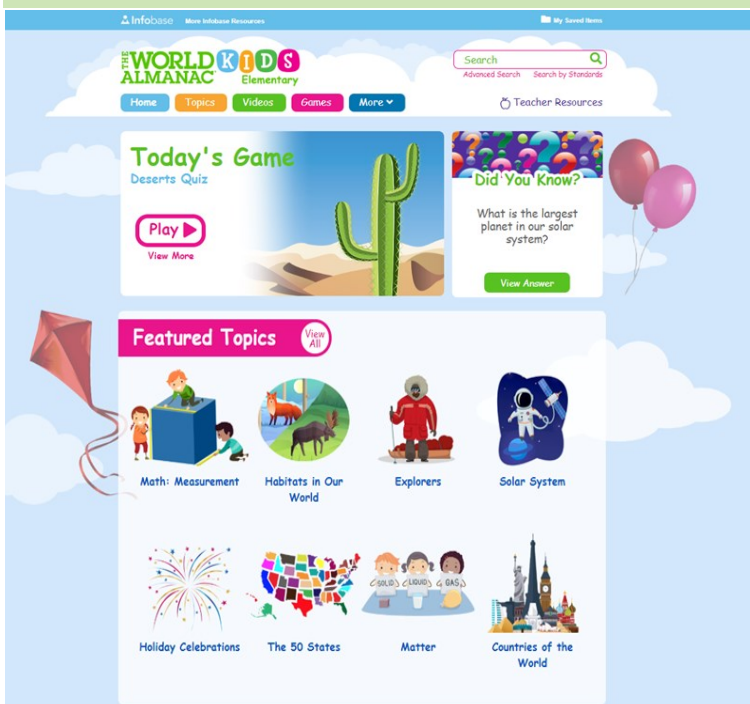 Infobase More Infobase Resources My Saved Items
THE WORLD KIDS
ALMANAC Elementary
Search
Advanced Search Search by Standards
Home Topics Videos Games More
Teacher Resources
Today's Game
Deserts Quiz
Play
View More
Did You Know?
What is the largest
planet in our solar
system?
View Answer
Featured Topics
View
All
Math: Measurement
Habitats in Our
World
Explorers
Solar System
SOLID LIQUID GAS
Holiday Celebrations
The 50 States
Matter
Countries of the
World